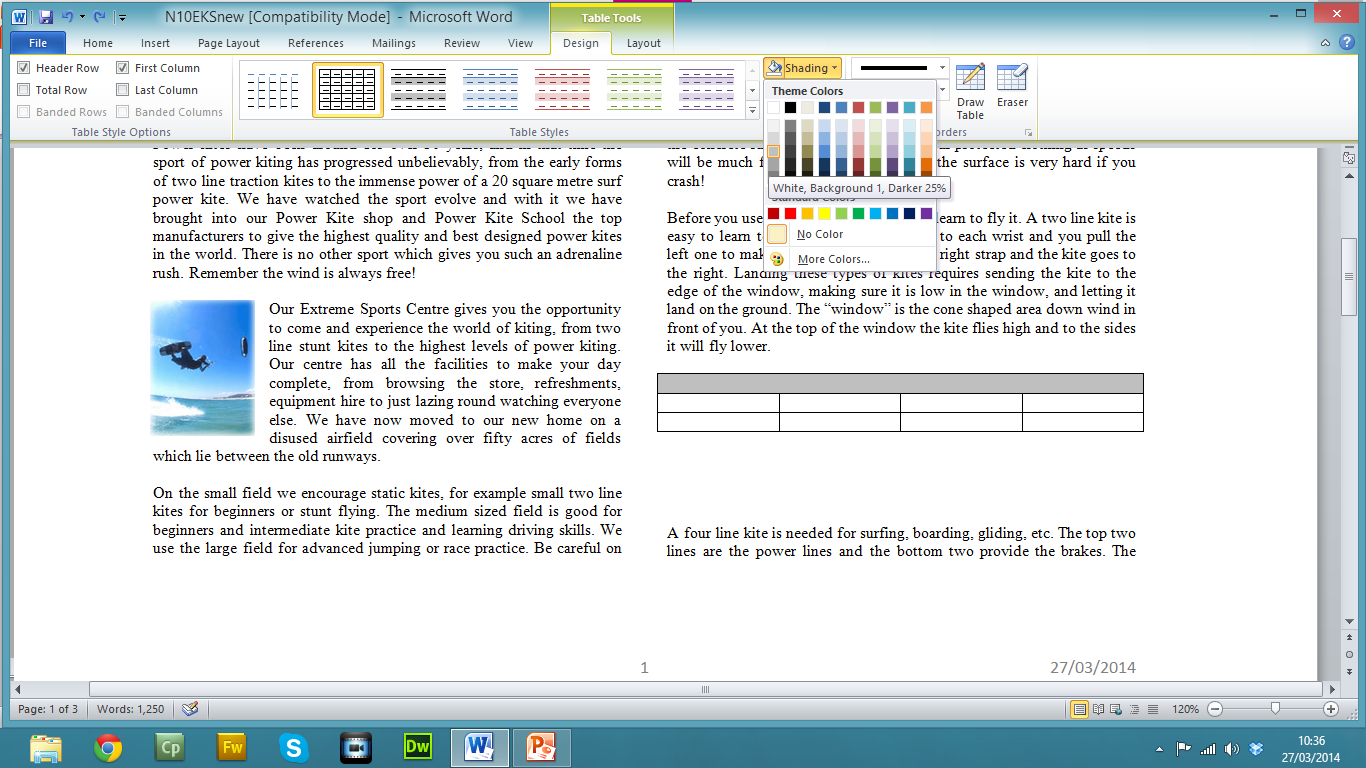 N10EKSnew [Compatibility Mode] - Microsoft Word
Table Tools
File Home Insert Page Layout References Mailings Review View Design Layout
Header Row First Column
Total Row Last Column
Banded Rows Banded Columns
Table Style Options
Table Styles
Shading
Draw Table
Eraser
orders
Theme Colors
White, Background 1, Darker 25%
Standard Colors
No Color
More Colors...
sport of power kiting has progressed unbelievably, from the early forms
of two line traction kites to the immense power of a 20 square metre surf
power kite. We have watched the sport evolve and with it we have
brought into our Power Kite shop and Power Kite School the top
manufacturers to give the highest quality and best designed power kites
in the world. There is no other sport which gives you such an adrenaline
rush. Remember the wind is always free!
Our Extreme Sports Centre gives you the opportunity
to come and experience the world of kiting, from two
line stunt kites to the highest levels of power kiting.
Our centre has all the facilities to make your day
complete, from browsing the store, refreshments,
equipment hire to just lazing round watching everyone
else. We have now moved to our new home on a
disused airfield covering over fifty acres of fields
which lie between the old runways.
On the small field we encourage static kites, for example small two line
kites for beginners or stunt flying. The medium sized field is good for
beginners and intermediate kite practice and learning driving skills. We
use the large field for advanced jumping or race practice. Be careful on
will be much f the surface is very hard if you
crash!
Before you use earn to fly it. A two line kite is
easy to learn t to each wrist and you pull the
left one to mak right strap and the kite goes to
the right. Landing these types of kites requires sending the kite to the
edge of the window, making sure it is low in the window, and letting it
land on the ground. The “window” is the cone shaped area down wind in
front of you. At the top of the window the kite flies high and to the sides
it will fly lower.
A four line kite is needed for surfing, boarding, gliding, etc. The top two
lines are the power lines and the bottom two provide the brakes. The
1 27/03/2014
Page: 1 of 3 Words: 1,250 120%
Cp Fw S Dw W P
10:36
27/03/2014